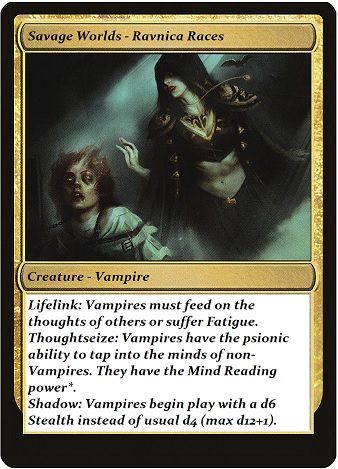 Savage Worlds - Ravnica Races
Creature - Vampire
Lifelink: Vampires must feed on the
thoughts of others or suffer Fatigue.
Thoughtseize: Vampires have the psionic
ability to tap into the minds of non-
Vampires. They have the Mind Reading
power*.
Shadow: Vampires begin play with a d6
Stealth instead of usual d4 (max d12+1).